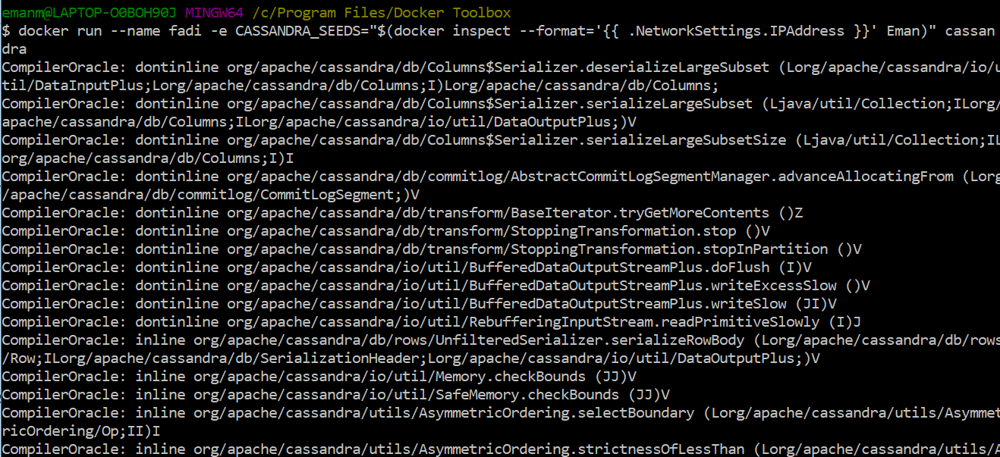 emanm@LAPTOP-O0BOH90J MINGW64 /c/Program Files/Docker Toolbox
$ docker run --name fadi -e CASSANDRA_SEEDS="$(docker inspect --format='{{ .NetworkSettings.IPAddress }}' Eman)" cassan
dra
CompilerOracle: dontinline org/apache/cassandra/db/Columns$Serializer.deserializeLargeSubset (Lorg/apache/cassandra/io/u
til/DataInputPlus;Lorg/apache/cassandra/db/Columns;I)Lorg/apache/cassandra/db/Columns;
CompilerOracle: dontinline org/apache/cassandra/db/Columns$Serializer.serializeLargeSubset (Ljava/util/Collection;ILorg/
apache/cassandra/db/Columns;ILorg/apache/cassandra/io/util/DataOutputPlus;)V
CompilerOracle: dontinline org/apache/cassandra/db/Columns$Serializer.serializeLargeSubsetSize (Ljava/util/Collection;IL
org/apache/cassandra/db/Columns;I)I
CompilerOracle: dontinline org/apache/cassandra/db/commitlog/AbstractCommitLogSegmentManager.advanceAllocatingFrom (Lorg
/apache/cassandra/db/commitlog/CommitLogSegment;)V
CompilerOracle: dontinline org/apache/cassandra/db/transform/BaseIterator.tryGetMoreContents ()Z
CompilerOracle: dontinline org/apache/cassandra/db/transform/StoppingTransformation.stop ()V
CompilerOracle: dontinline org/apache/cassandra/db/transform/StoppingTransformation.stopInPartition ()V
CompilerOracle: dontinline org/apache/cassandra/io/util/BufferedDataOutputStreamPlus.doFlush (I)V
CompilerOracle: dontinline org/apache/cassandra/io/util/BufferedDataOutputStreamPlus.writeExcessSlow ()V
CompilerOracle: dontinline org/apache/cassandra/io/util/BufferedDataOutputStreamPlus.writeSlow (JI)V
CompilerOracle: dontinline org/apache/cassandra/io/util/RebufferingInputStream.readPrimitiveSlowly (I)J
CompilerOracle: inline org/apache/cassandra/db/rows/UnfilteredSerializer.serializeRowBody (Lorg/apache/cassandra/db/rows
/Row;ILorg/apache/cassandra/db/SerializationHeader;Lorg/apache/cassandra/io/util/DataOutputPlus;)V
CompilerOracle: inline org/apache/cassandra/io/util/Memory.checkBounds (JJ)V
CompilerOracle: inline org/apache/cassandra/io/util/SafeMemory.checkBounds (JJ)V
CompilerOracle: inline org/apache/cassandra/utils/AsymmetricOrdering.selectBoundary (Lorg/apache/cassandra/utils/Asymmet
ricOrdering/Op;II)I
CompilerOracle: inline org/apache/cassandra/utils/AsymmetricOrdering.strictnessOfLessThan (Lorg/apache/cassandra/utils/A